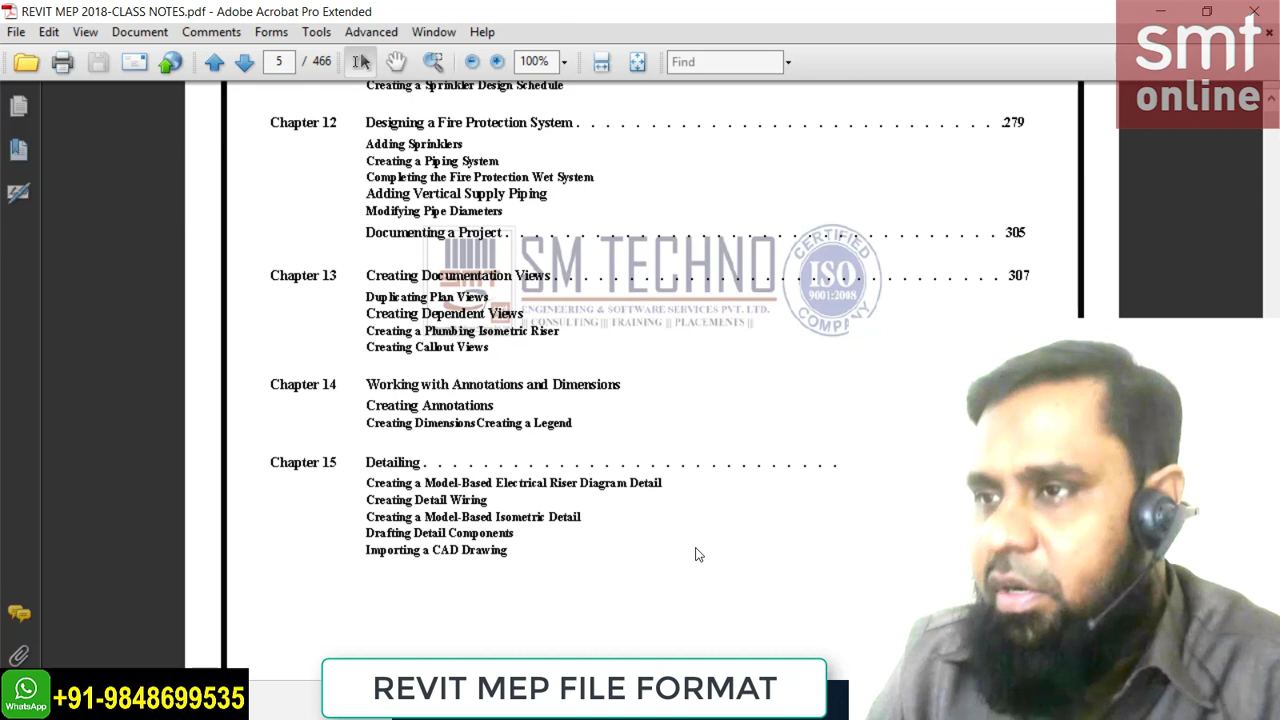 REVIT MEP 2018-CLASS NOTES.pdf - Adobe Acrobat Pro Extended
File Edit View Document Comments Forms Tools Advanced Window Help
5 / 466 100% Find
smt
online
Creating a Sprinkler Design Schedule
Chapter 12 Designing a Fire Protection System . . . . . . . . . . . . . . . . . . . . . . . . . . . . . . . . . . .279
Adding Sprinklers
Creating a Piping System
Completing the Fire Protection Wet System
Adding Vertical Supply Piping
Modifying Pipe Diameters
Documenting a Project . . . . . . . . . . . . . . . . . . . . . . . . . . . . . . . . . . . . . . . . 305
SM TECHNO
ENGINEERING & SOFTWARE SERVICES PVT. LTD.
|| CONSULTING ||| TRAINING || PLACEMENTS |||
CERTIFIED
ISO
9001:2008
COMPANY
Chapter 13 Creating Documentation Views . . . . . . . . . . . . . . . . . . . . . . . . . . . . . . . . . . . . 307
Duplicating Plan Views
Creating Dependent Views
Creating a Plumbing Isometric Riser
Creating Callout Views
Chapter 14 Working with Annotations and Dimensions
Creating Annotations
Creating DimensionsCreating a Legend
Chapter 15 Detailing . . . . . . . . . . . . . . . . . . . . . . . . . . . . . . . . .
Creating a Model-Based Electrical Riser Diagram Detail
Creating Detail Wiring
Creating a Model-Based Isometric Detail
Drafting Detail Components
Importing a CAD Drawing
WhatsApp
+91-9848699535
REVIT MEP FILE FORMAT